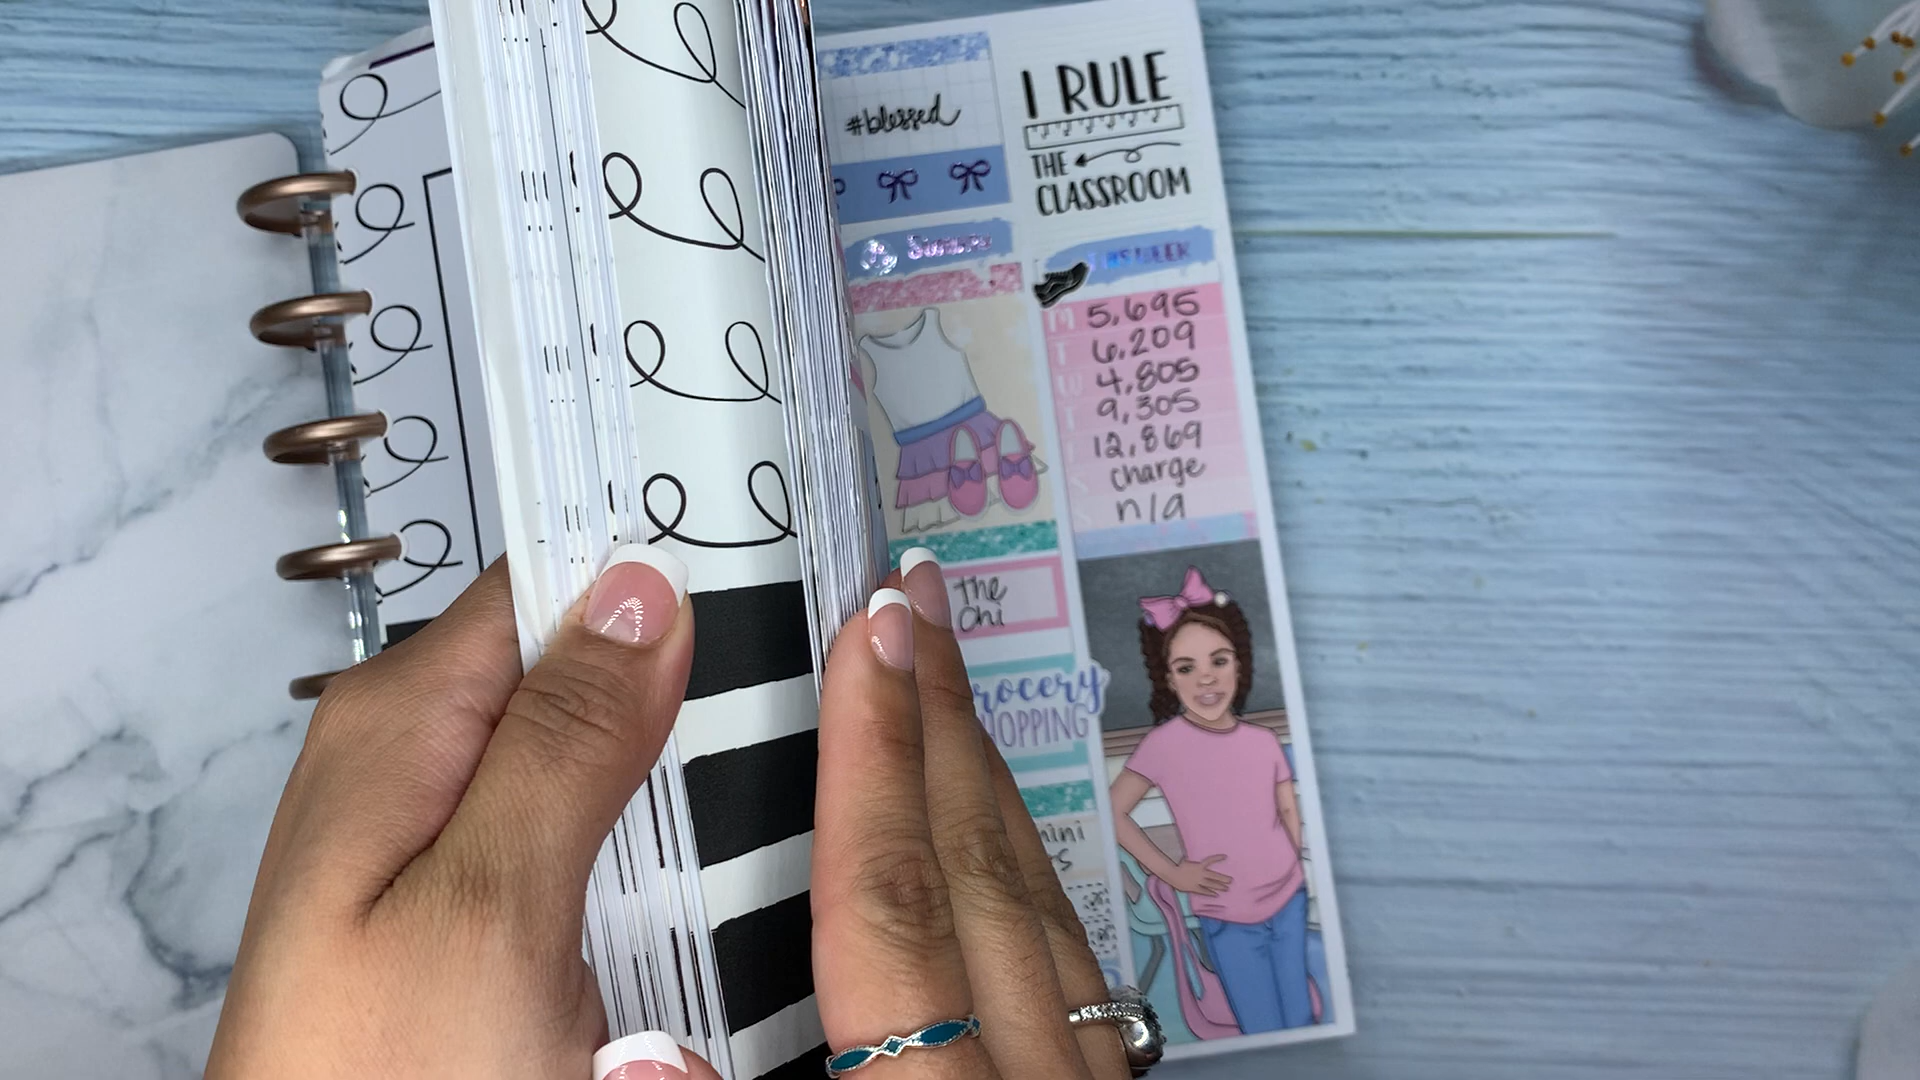 #blessed
I RULE
THE
CLASSROOM
M 5,695
T 6,209
W 4,805
T 9,305
12,869
charge
n/a
The
Chi
rocery
HOPPING
mini